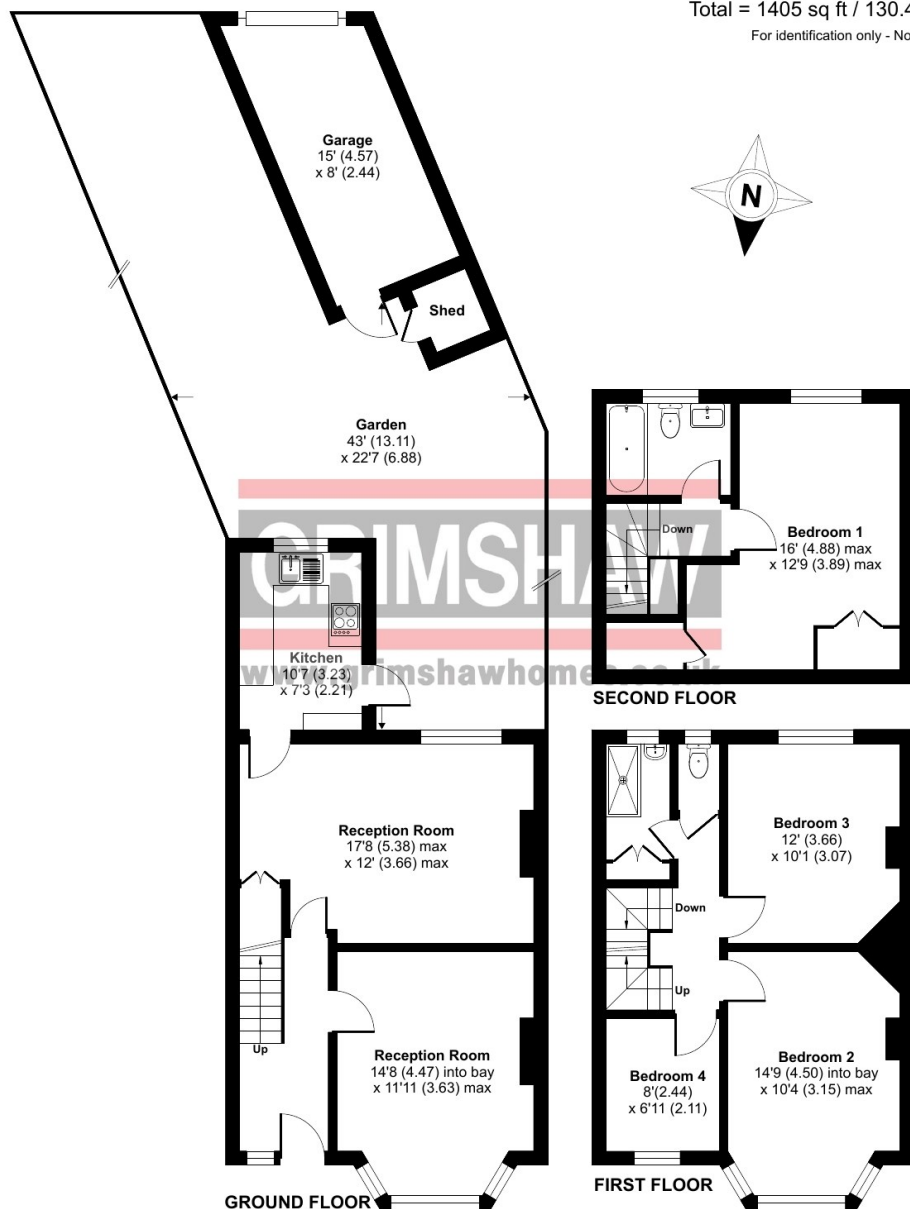 Total = 1405 sq ft / 130.4
For identification only - No
Garage
15' (4.57)
x 8' (2.44)
N
Shed
Garden
43' (13.11)
x 22'7 (6.88)
GRIMSHAW
www.grimshawhomes.co.uk
Kitchen
10'7 (3.23)
x 7'3 (2.21)
Down
Bedroom 1
16' (4.88) max
x 12'9 (3.89) max
SECOND FLOOR
Reception Room
17'8 (5.38) max
x 12' (3.66) max
Up
Reception Room
14'8 (4.47) into bay
x 11'11 (3.63) max
GROUND FLOOR
Bedroom 3
12' (3.66)
x 10'1 (3.07)
Down
Up
Bedroom 4
8'(2.44)
x 6'11 (2.11)
Bedroom 2
14'9 (4.50) into bay
x 10'4 (3.15) max
FIRST FLOOR